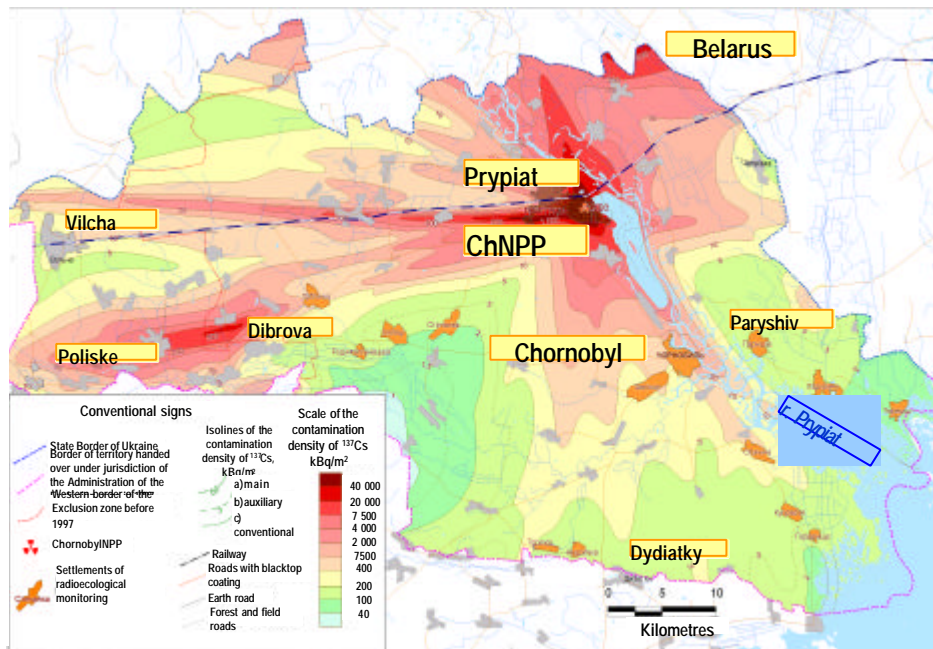 Belarus
Prypiat
Vilcha
ChNPP
Dibrova
Paryshiv
Poliske
Chornobyl
r. Prypiat
Dydiatky
Conventional signs
State Border of Ukraine
Border of territory handed
over under jurisdiction of
the Administration of the
Western border of the
Exclusion zone before
1997
ChornobylNPP
Settlements of
radioecological
monitoring
Isolines of the
contamination
density of ¹³⁷Cs,
kBq/m²
a)main
b)auxiliary
c)
conventional
Railway
Roads with blacktop
coating
Earth road
Forest and field
roads
Scale of the
contamination
density of ¹³⁷Cs
kBq/m²
40 000
20 000
7 500
4 000
2 000
7500
400
200
100
40
0 5 10
Kilometres